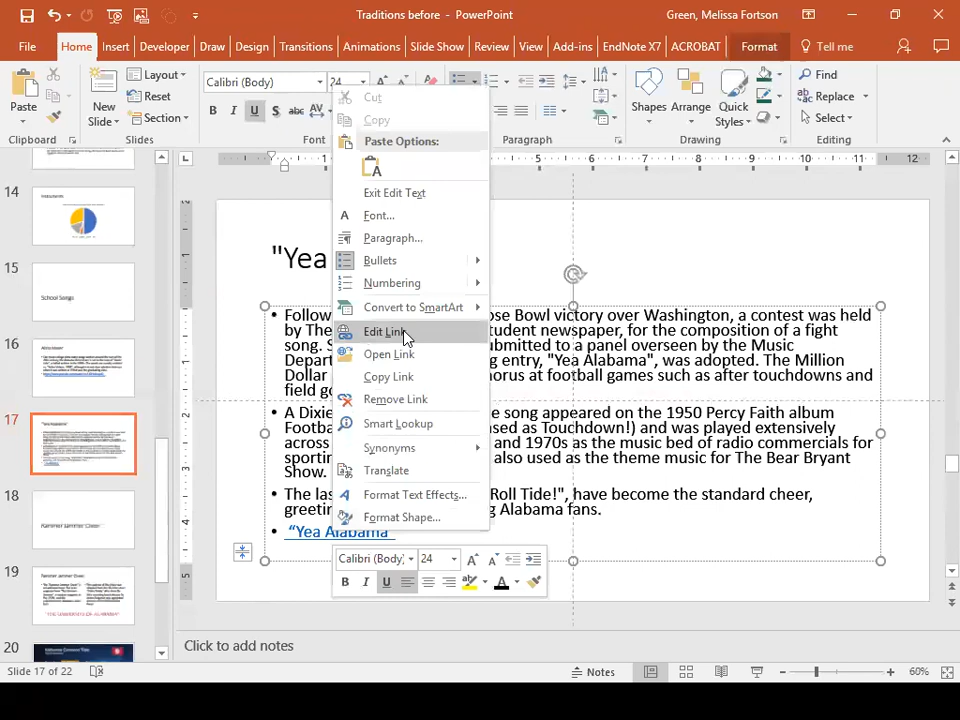 Traditions before - PowerPoint
Green, Melissa Fortson
File Home Insert Developer Draw Design Transitions Animations Slide Show Review View Add-ins EndNote X7 ACROBAT Format Tell me
Paste
New Slide
Layout
Reset
Section
Calibri (Body) 24
B I U S abc AV
Shapes Arrange Quick Styles
Find
Replace
Select
Clipboard Slides Font Paragraph Drawing Editing
Cut
Copy
Paste Options:
Exit Edit Text
Font...
Paragraph...
Bullets
Numbering
Convert to SmartArt
Edit Link
Open Link
Copy Link
Remove Link
Smart Lookup
Synonyms
Translate
Format Text Effects...
Format Shape...
Calibri (Body) 24
B I U
14
15
School Songs
16
17
18
Rammer Jammer Cheer
19
20
"Yea
Follow ose Bowl victory over Washington, a contest was held
by The tudent newspaper, for the composition of a fight
song. S ubmitted to a panel overseen by the Music
Depart ng entry, "Yea Alabama", was adopted. The Million
Dollar horus at football games such as after touchdowns and
field go
A Dixie e song appeared on the 1950 Percy Faith album
Footba sed as Touchdown!) and was played extensively
across and 1970s as the music bed of radio commercials for
sportin also used as the theme music for The Bear Bryant
Show.
The las Roll Tide!", have become the standard cheer,
greetin g Alabama fans.
“Yea Alabama”
Click to add notes
Slide 17 of 22
Notes
60%